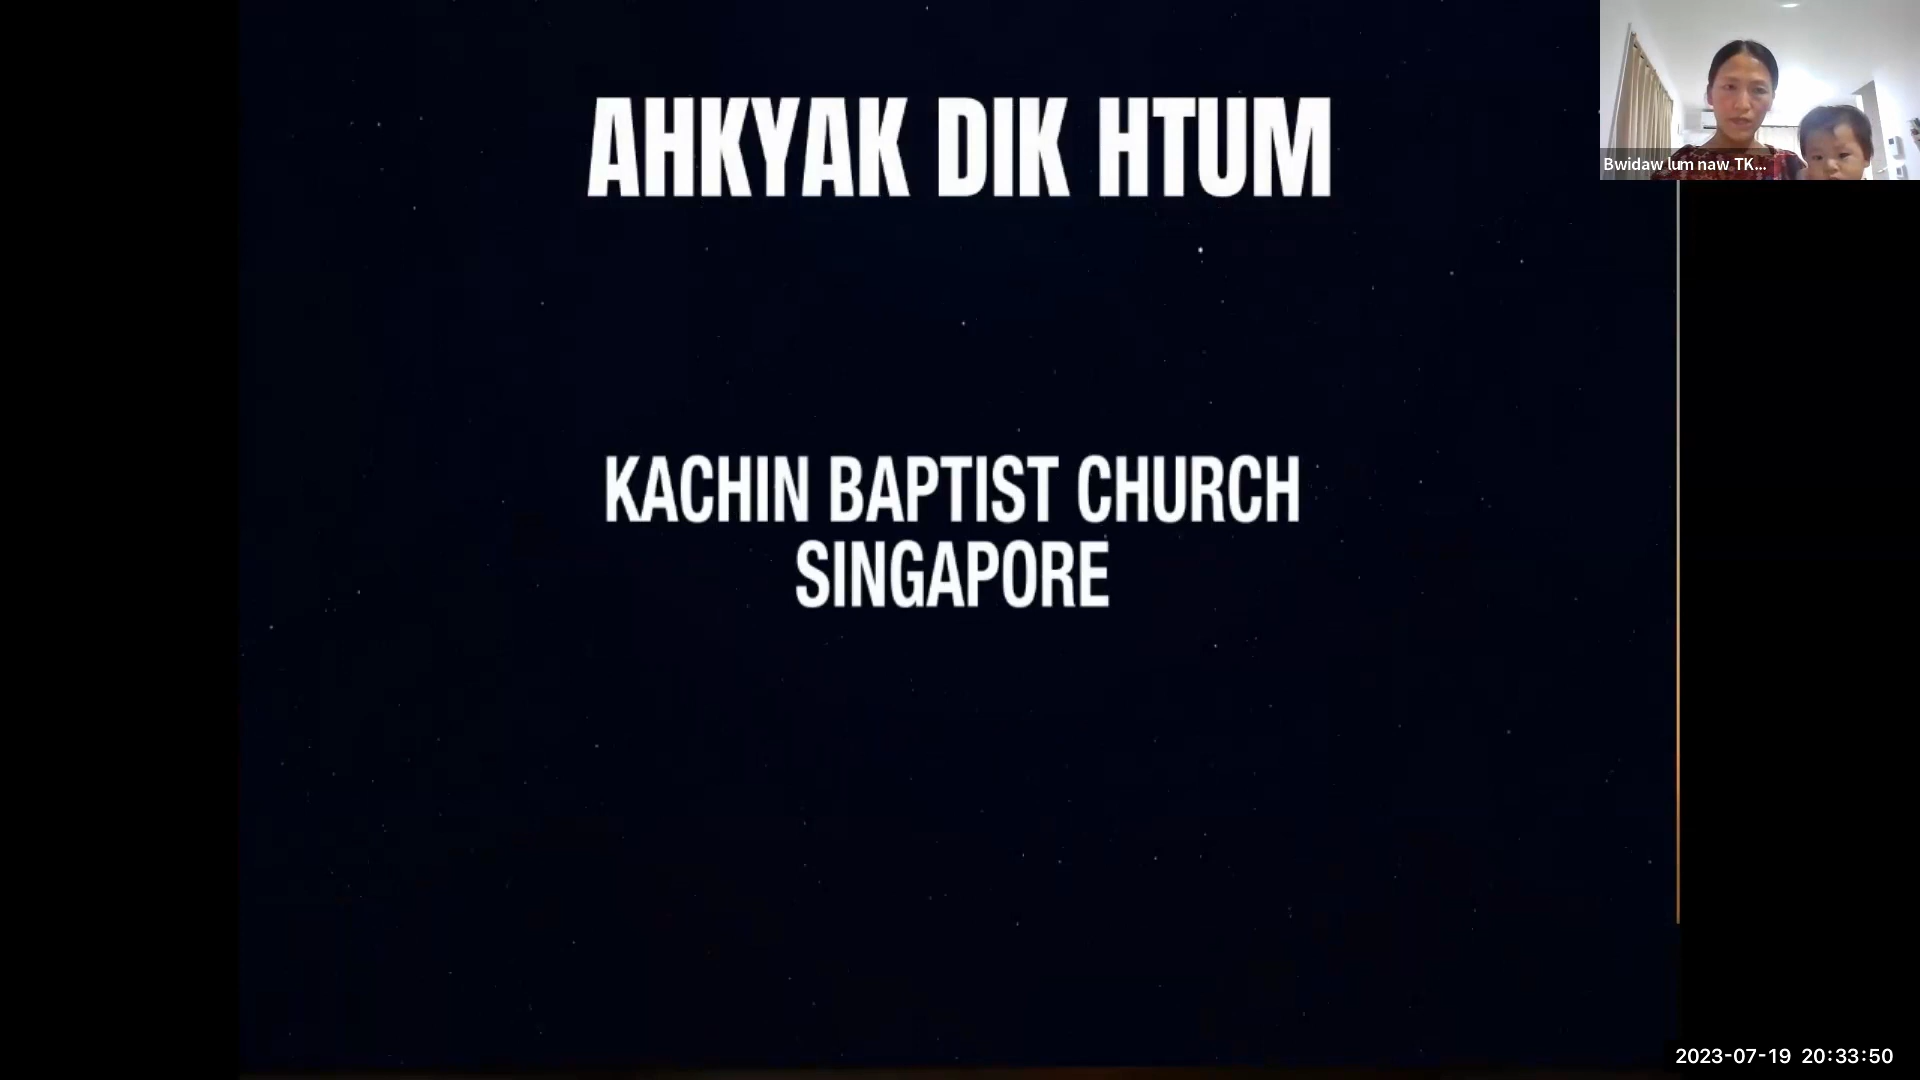 AHKYAK DIK HTUM
Bwidaw lum naw TK...
KACHIN BAPTIST CHURCH
SINGAPORE
2023-07-19 20:33:50